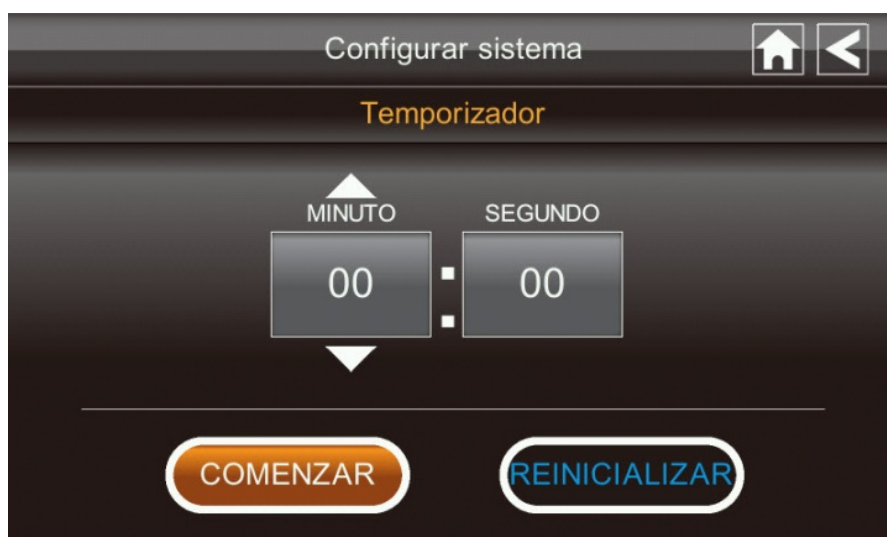 Configurar sistema
Temporizador
MINUTO SEGUNDO
00 : 00
COMENZAR REINICIALIZAR